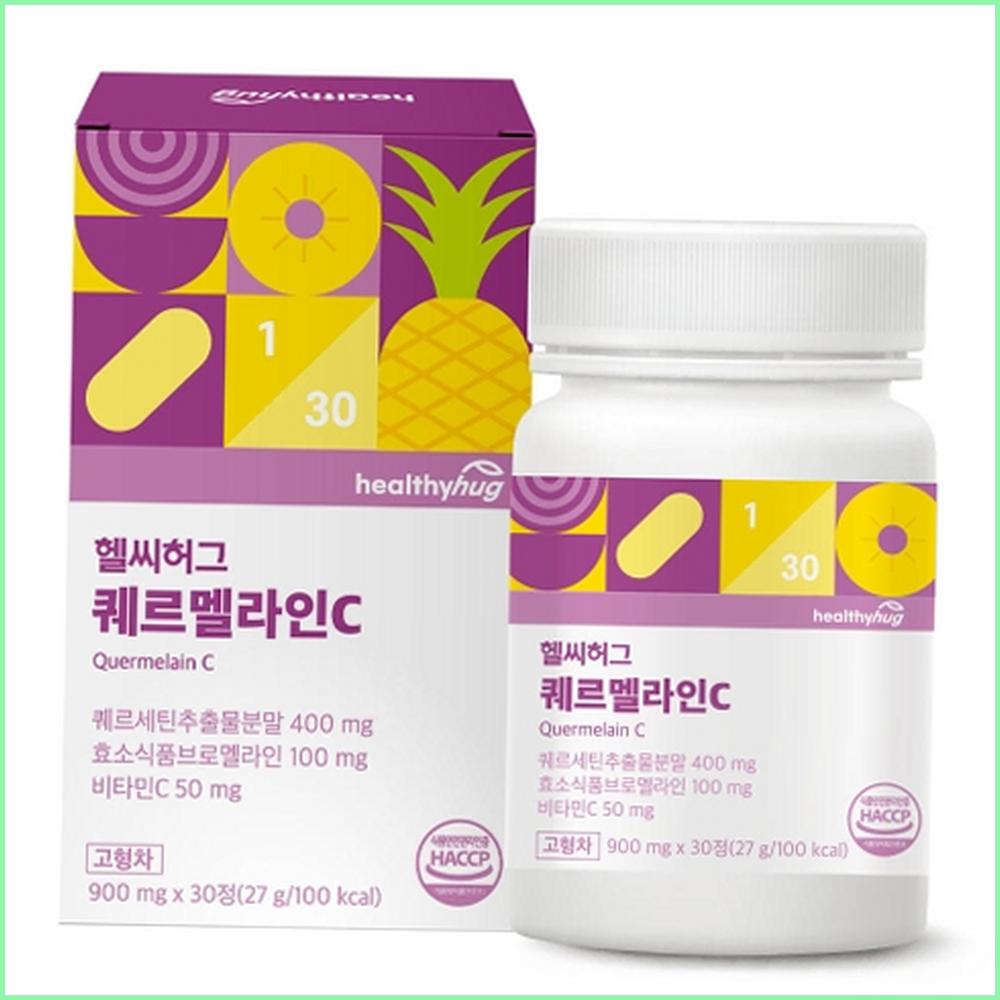 healthyhug
1
30
healthyhug
헬씨허그
퀘르멜라인C
Quermelain C
퀘르세틴추출물분말 400 mg
효소식품브로멜라인 100 mg
비타민C 50 mg
고형차
900 mg x 30정(27 g/100 kcal)
HACCP
1
30
healthyhug
헬씨허그
퀘르멜라인C
Quermelain C
퀘르세틴추출물분말 400 mg
효소식품브로멜라인 100 mg
비타민C 50 mg
고형차 900 mg x 30정(27 g/100 kcal)
HACCP